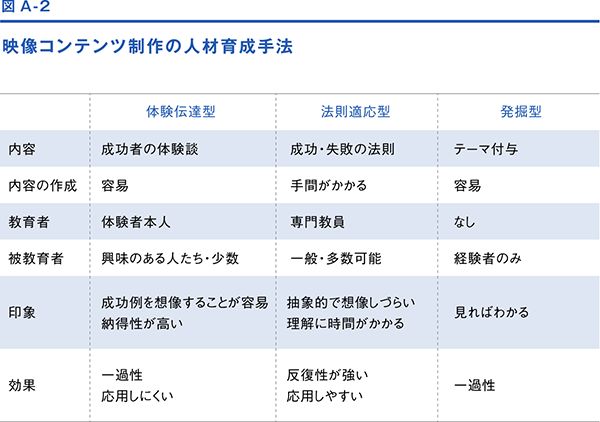 図 A-2
映像コンテンツ制作の人材育成手法
体験伝達型 法則適応型 発掘型
内容 成功者の体験談 成功・失敗の法則 テーマ付与
内容の作成 容易 手間がかかる 容易
教育者 体験者本人 専門教員 なし
被教育者 興味のある人たち・少数 一般・多数可能 経験者のみ
印象 成功例を想像することが容易 抽象的で想像しづらい 見ればわかる
納得性が高い 理解に時間がかかる
効果 一過性 反復性が強い 一過性
応用しにくい 応用しやすい